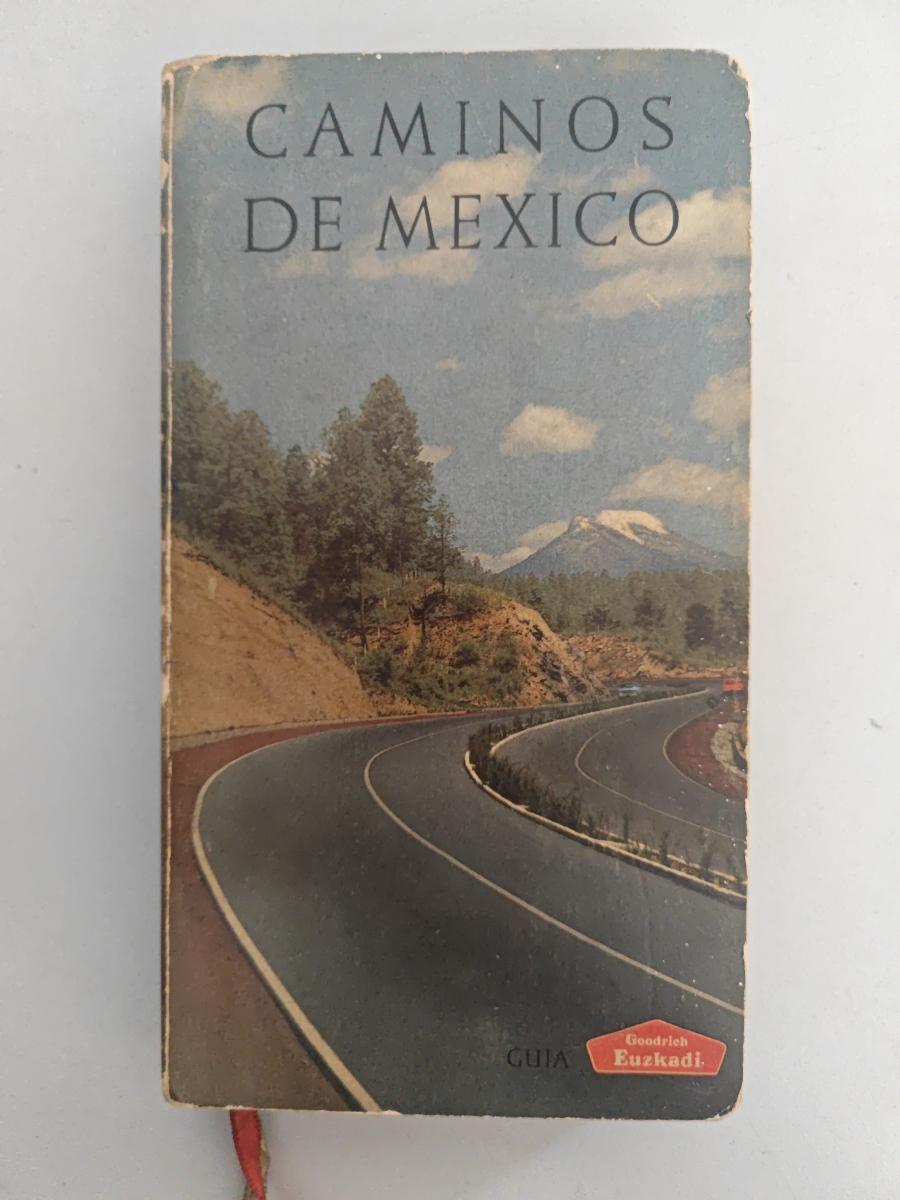 CAMINOS
DE MEXICO
GUIA
Goodrich
Euzkadi